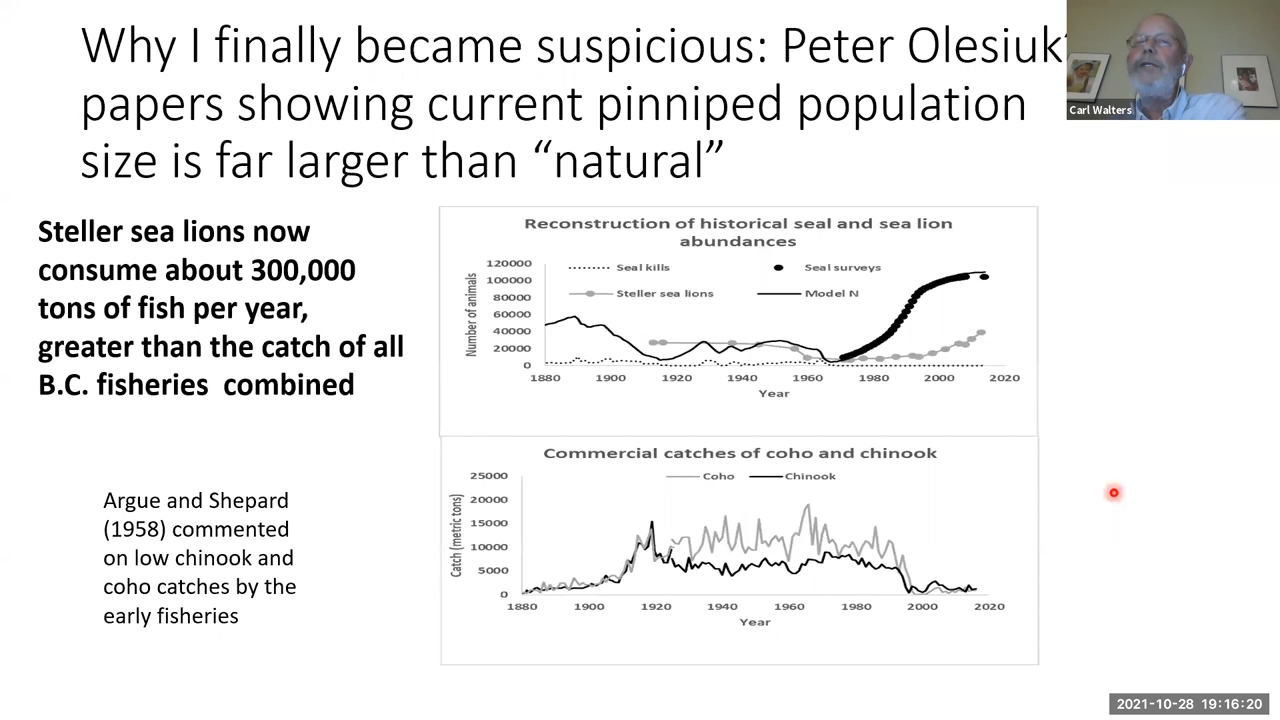 Why I finally became suspicious: Peter Olesiuk'
papers showing current pinniped population
size is far larger than “natural”
Carl Walters
Steller sea lions now
consume about 300,000
tons of fish per year,
greater than the catch of all
B.C. fisheries combined
Argue and Shepard
(1958) commented
on low chinook and
coho catches by the
early fisheries
Reconstruction of historical seal and sea lion
abundances
Seal kills
Seal surveys
Steller sea lions
Model N
Number of animals
120000
100000
80000
60000
40000
20000
0
1880 1900 1920 1940 1960 1980 2000 2020
Year
Commercial catches of coho and chinook
Coho
Chinook
Catch (metric tons)
25000
20000
15000
10000
5000
0
1880 1900 1920 1940 1960 1980 2000 2020
Year
2021-10-28 19:16:20